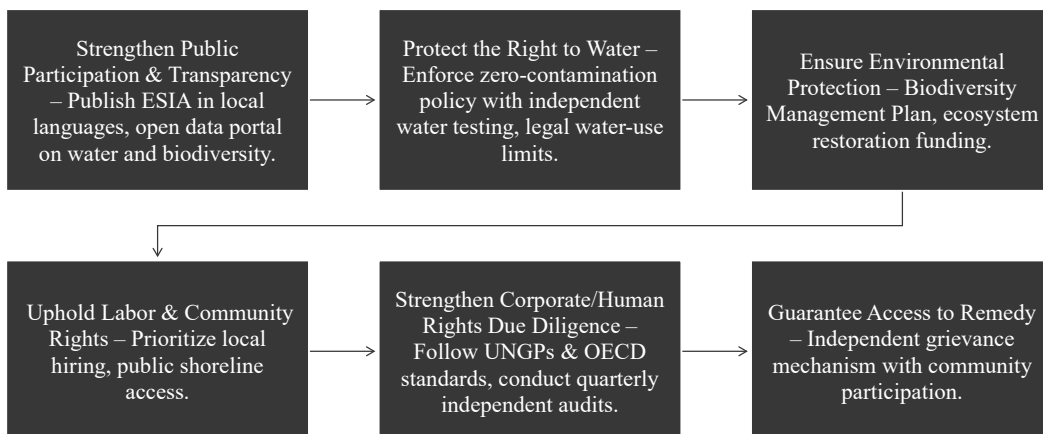 Strengthen Public
Participation & Transparency
– Publish ESIA in local
languages, open data portal
on water and biodiversity.
Protect the Right to Water –
Enforce zero-contamination
policy with independent
water testing, legal water-use
limits.
Ensure Environmental
Protection – Biodiversity
Management Plan, ecosystem
restoration funding.
Uphold Labor & Community
Rights – Prioritize local
hiring, public shoreline
access.
Strengthen Corporate/Human
Rights Due Diligence –
Follow UNGPs & OECD
standards, conduct quarterly
independent audits.
Guarantee Access to Remedy
– Independent grievance
mechanism with community
participation.